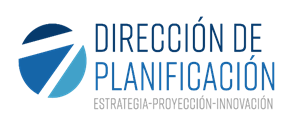 DIRECCIÓN DE
PLANIFICACIÓN
ESTRATEGIA-PROYECCIÓN-INNOVACIÓN